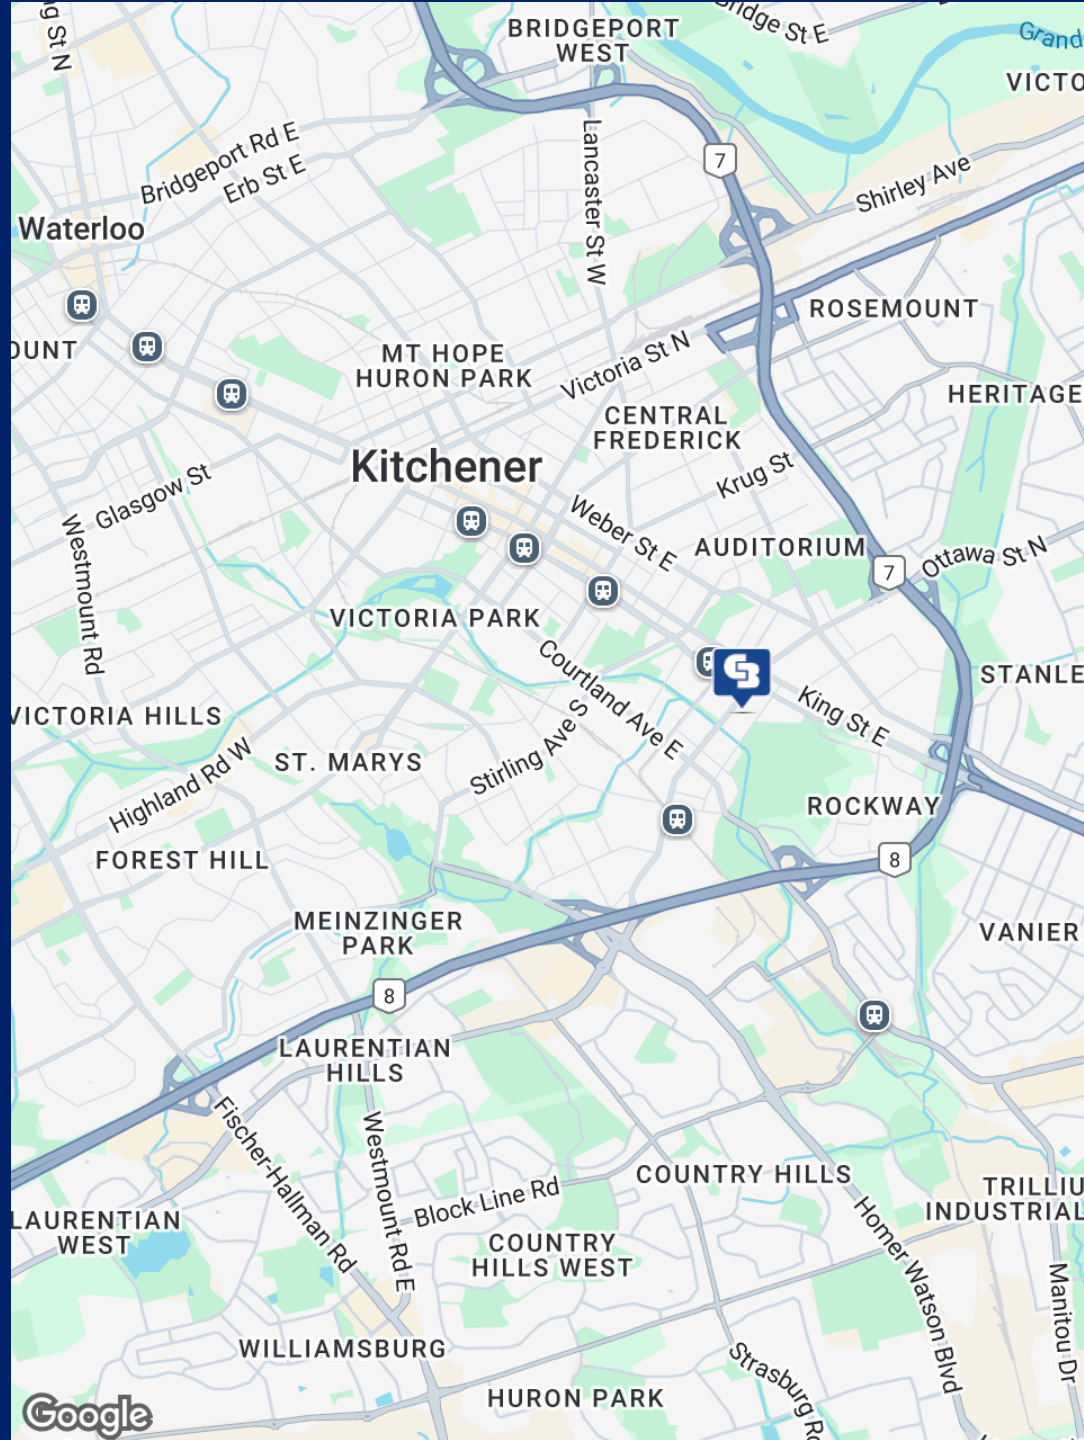 ng St N
BRIDGEPORT
WEST
Bridge St E
Grand
VICTO
7
Lancaster St W
Bridgeport Rd E
Erb St E
Shirley Ave
Waterloo
ROSEMOUNT
OUNT
MT HOPE
HURON PARK
Victoria St N
HERITAGE
CENTRAL
FREDERICK
Kitchener
Krug St
Glasgow St
Weber St E
AUDITORIUM
Ottawa St N
7
Westmount Rd
VICTORIA PARK
CB
STANLE
Courtland Ave E
King St E
VICTORIA HILLS
Stirling Ave S
ST. MARYS
Highland Rd W
ROCKWAY
FOREST HILL
8
MEINZINGER
PARK
VANIER
8
LAURENTIAN
HILLS
Fischer-Hallman Rd
Westmount Rd E
Block Line Rd
COUNTRY HILLS
TRILLIU
INDUSTRIAL
LAURENTIAN
WEST
COUNTRY
HILLS WEST
Homer Watson Blvd
Manitou Dr
WILLIAMSBURG
Strasburg Rd
HURON PARK
Google